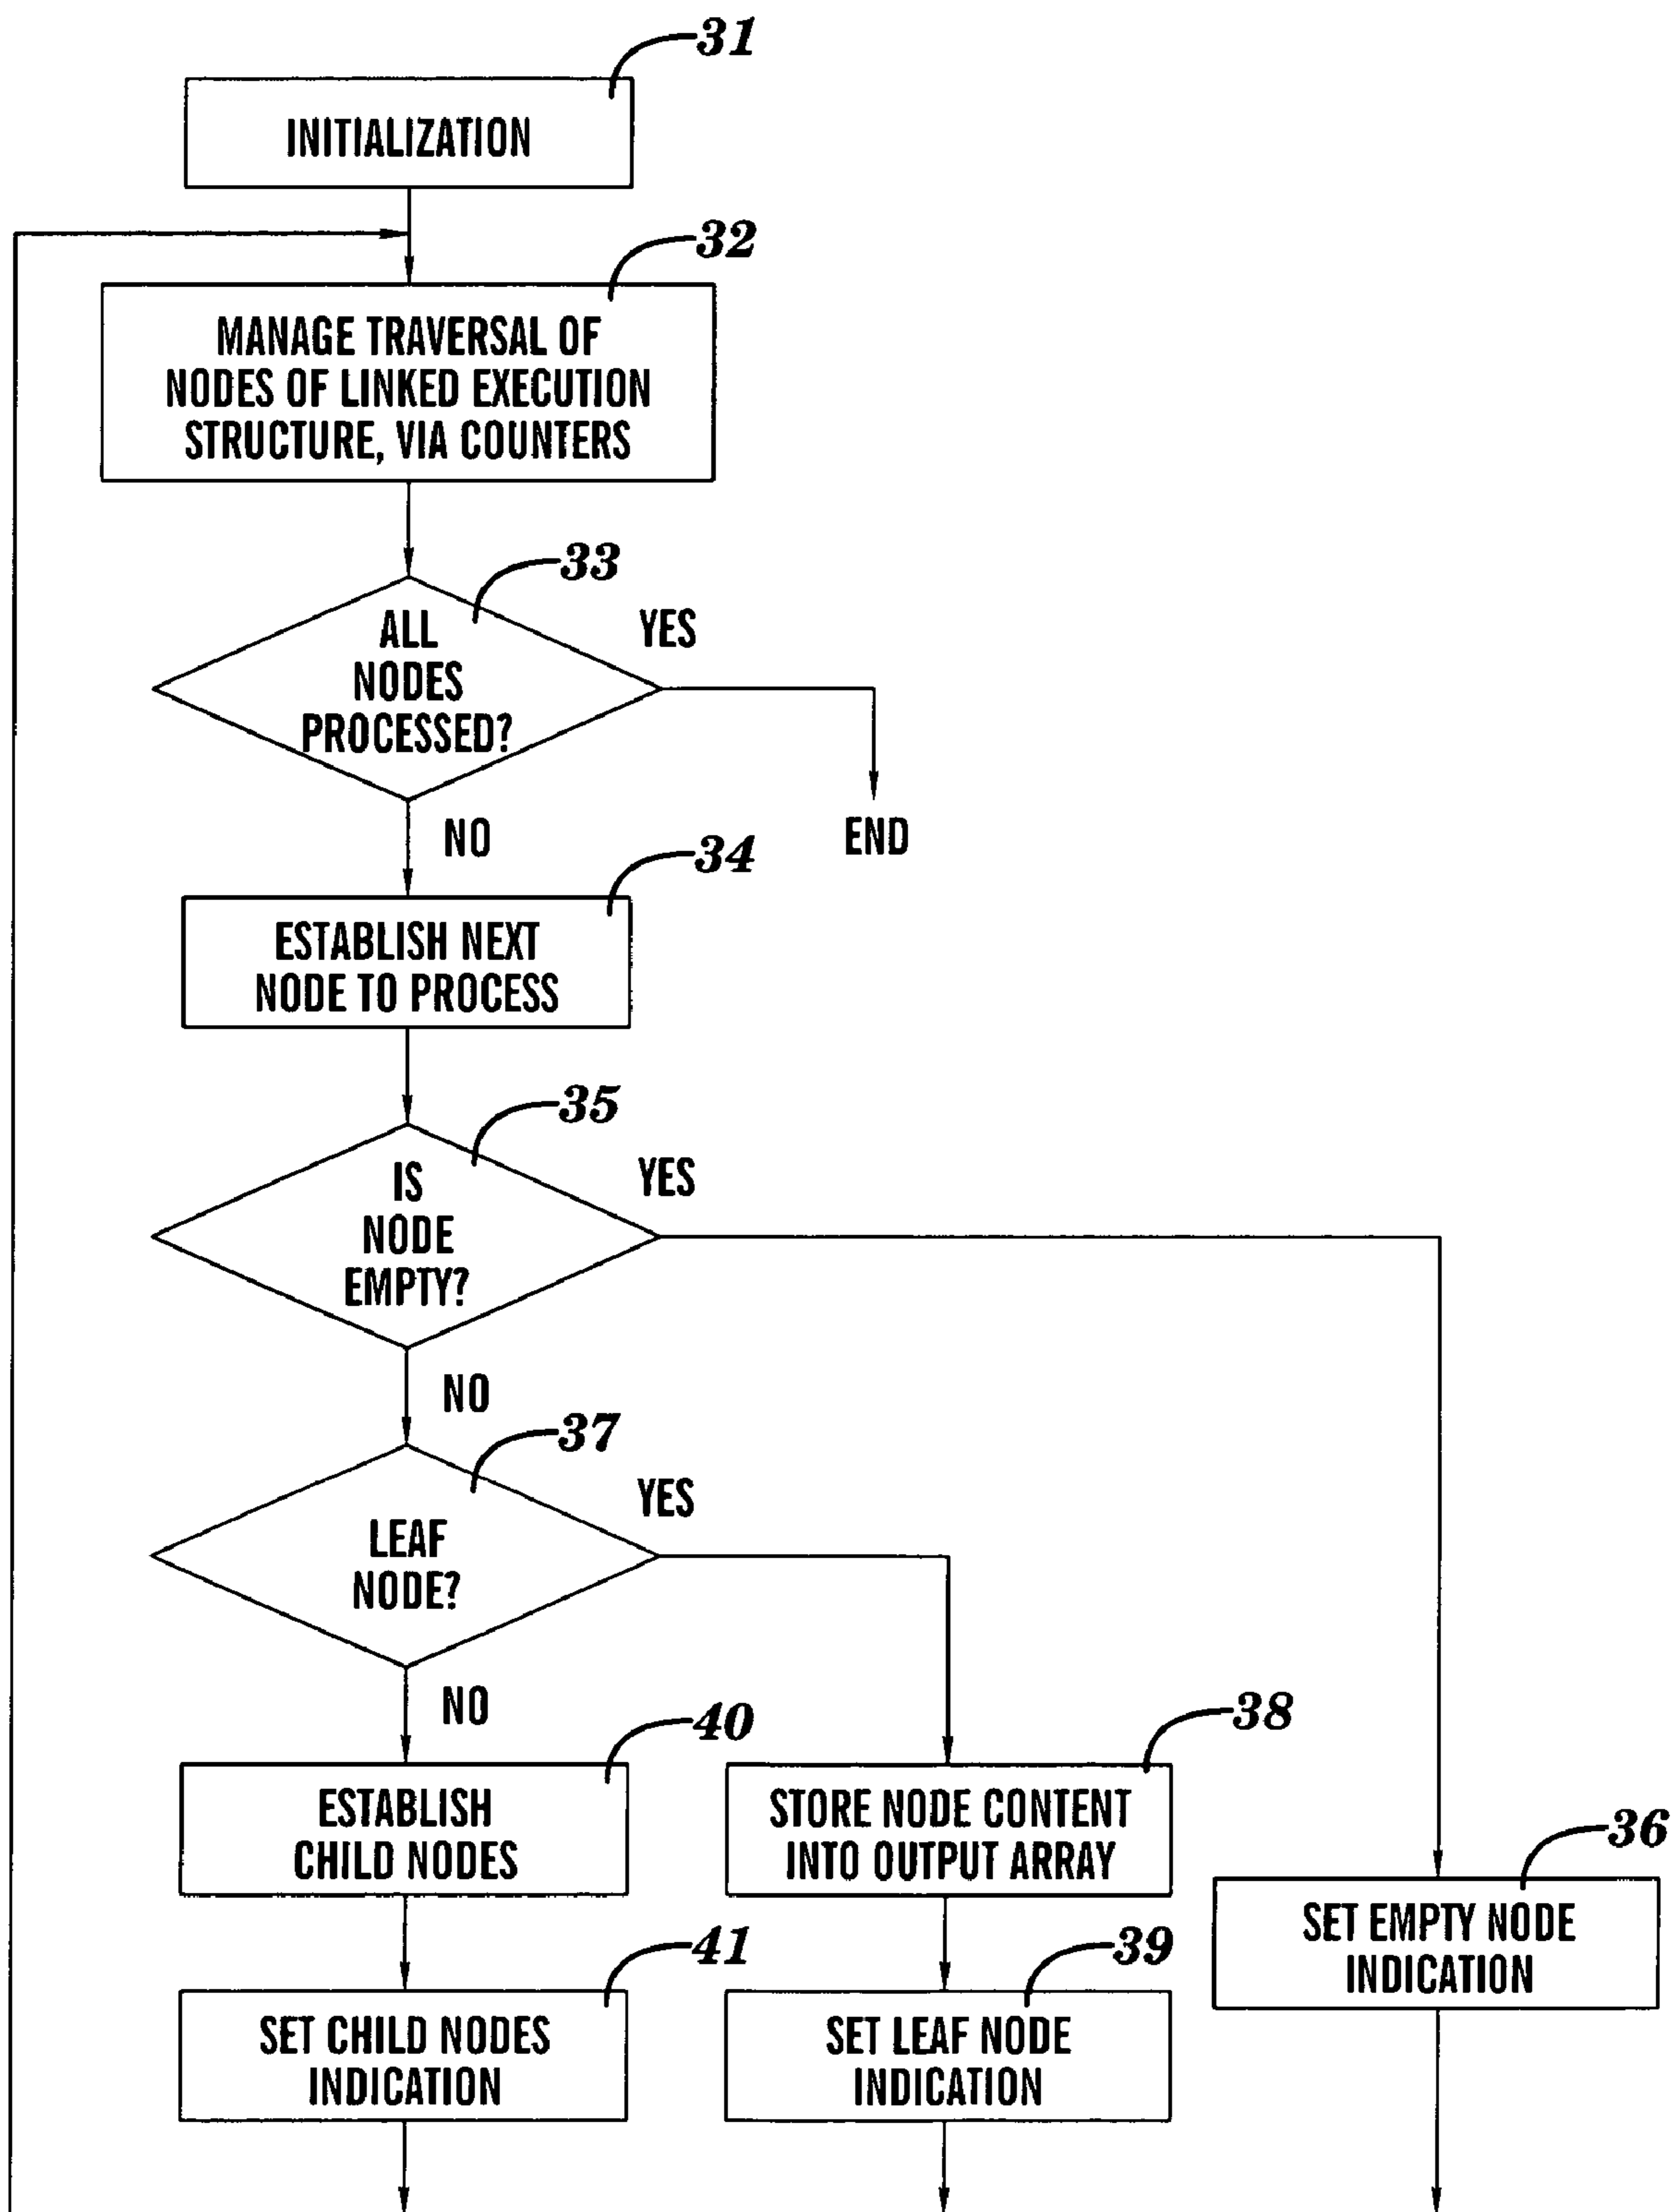 31
INITIALIZATION
32
MANAGE TRAVERSAL OF
NODES OF LINKED EXECUTION
STRUCTURE, VIA COUNTERS
33
ALL
NODES
PROCESSED?
YES
END
NO
34
ESTABLISH NEXT
NODE TO PROCESS
35
IS
NODE
EMPTY?
YES
NO
37
LEAF
NODE?
YES
NO
40
ESTABLISH
CHILD NODES
38
STORE NODE CONTENT
INTO OUTPUT ARRAY
36
SET EMPTY NODE
INDICATION
41
SET CHILD NODES
INDICATION
39
SET LEAF NODE
INDICATION